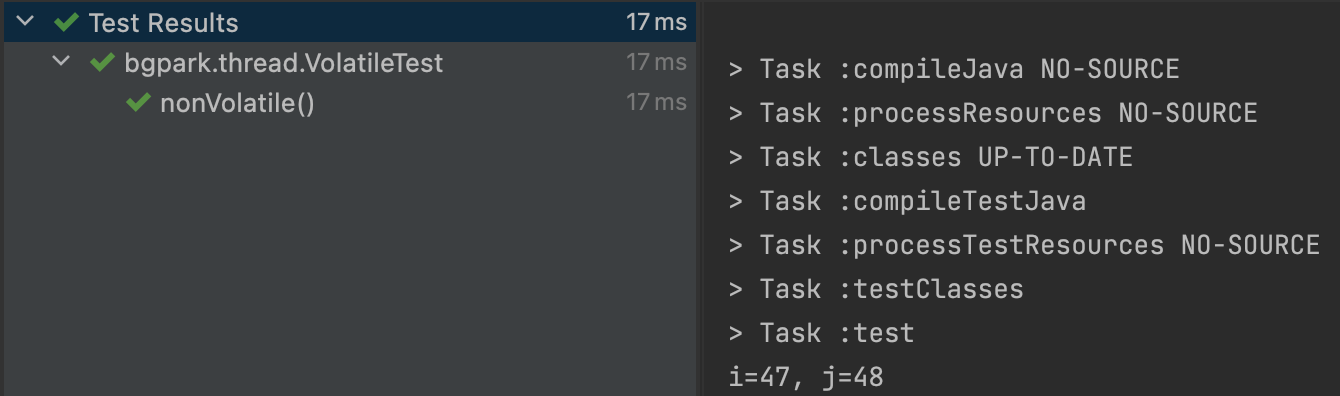 Test Results 17 ms
bgpark.thread.VolatileTest 17 ms
nonVolatile() 17 ms
> Task :compileJava NO-SOURCE
> Task :processResources NO-SOURCE
> Task :classes UP-TO-DATE
> Task :compileTestJava
> Task :processTestResources NO-SOURCE
> Task :testClasses
> Task :test
i=47, j=48